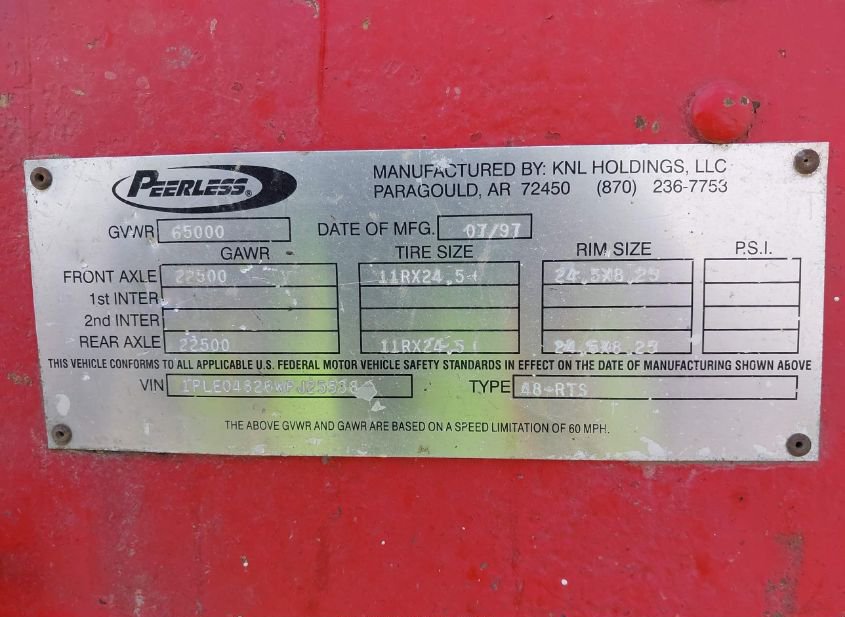 PEERLESS®
MANUFACTURED BY: KNL HOLDINGS, LLC
PARAGOULD, AR 72450 (870) 236-7753
GVWR 65000 DATE OF MFG. 07/97
GAWR TIRE SIZE RIM SIZE P.S.I.
FRONT AXLE 22500 11RX24.5 24.5X8.25
1st INTER
2nd INTER
REAR AXLE 22500 11RX24.5 24.5X8.25
THIS VEHICLE CONFORMS TO ALL APPLICABLE U.S. FEDERAL MOTOR VEHICLE SAFETY STANDARDS IN EFFECT ON THE DATE OF MANUFACTURING SHOWN ABOVE
VIN TYPE 48-RTS
THE ABOVE GVWR AND GAWR ARE BASED ON A SPEED LIMITATION OF 60 MPH.